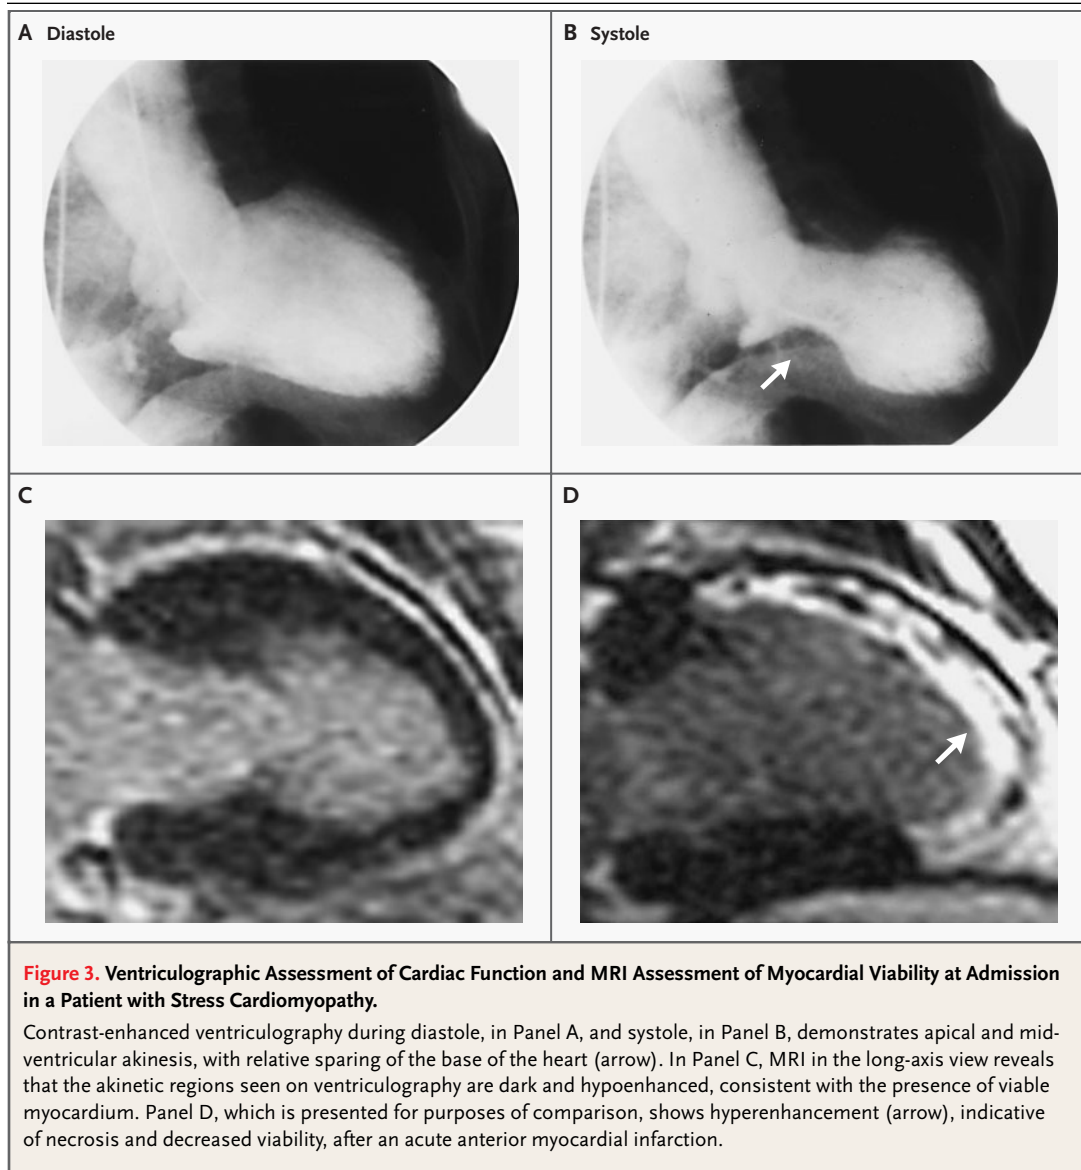 A Diastole
B Systole
C
D
Figure 3. Ventriculographic Assessment of Cardiac Function and MRI Assessment of Myocardial Viability at Admission
in a Patient with Stress Cardiomyopathy.
Contrast-enhanced ventriculography during diastole, in Panel A, and systole, in Panel B, demonstrates apical and mid-
ventricular akinesis, with relative sparing of the base of the heart (arrow). In Panel C, MRI in the long-axis view reveals
that the akinetic regions seen on ventriculography are dark and hypoenhanced, consistent with the presence of viable
myocardium. Panel D, which is presented for purposes of comparison, shows hyperenhancement (arrow), indicative
of necrosis and decreased viability, after an acute anterior myocardial infarction.